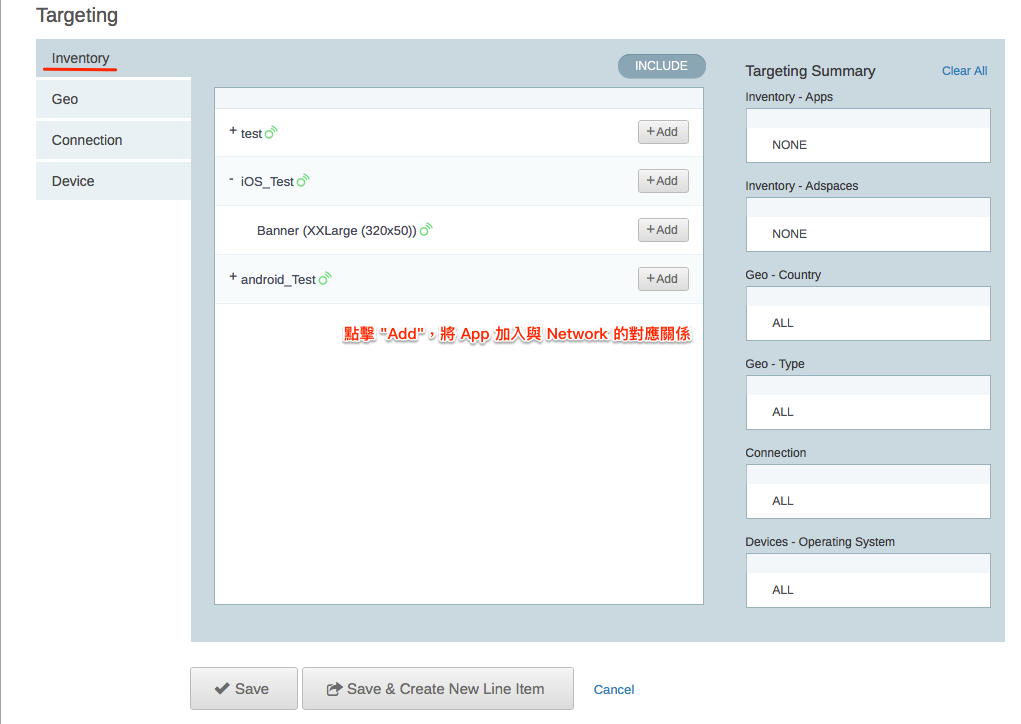 Targeting
Inventory
Geo
Connection
Device
INCLUDE
+ test
+Add
- iOS_Test
+Add
Banner (XXLarge (320x50))
+Add
+ android_Test
+Add
點擊 "Add"，將 App 加入與 Network 的對應關係
Targeting Summary
Clear All
Inventory - Apps
NONE
Inventory - Adspaces
NONE
Geo - Country
ALL
Geo - Type
ALL
Connection
ALL
Devices - Operating System
ALL
Save
Save & Create New Line Item
Cancel